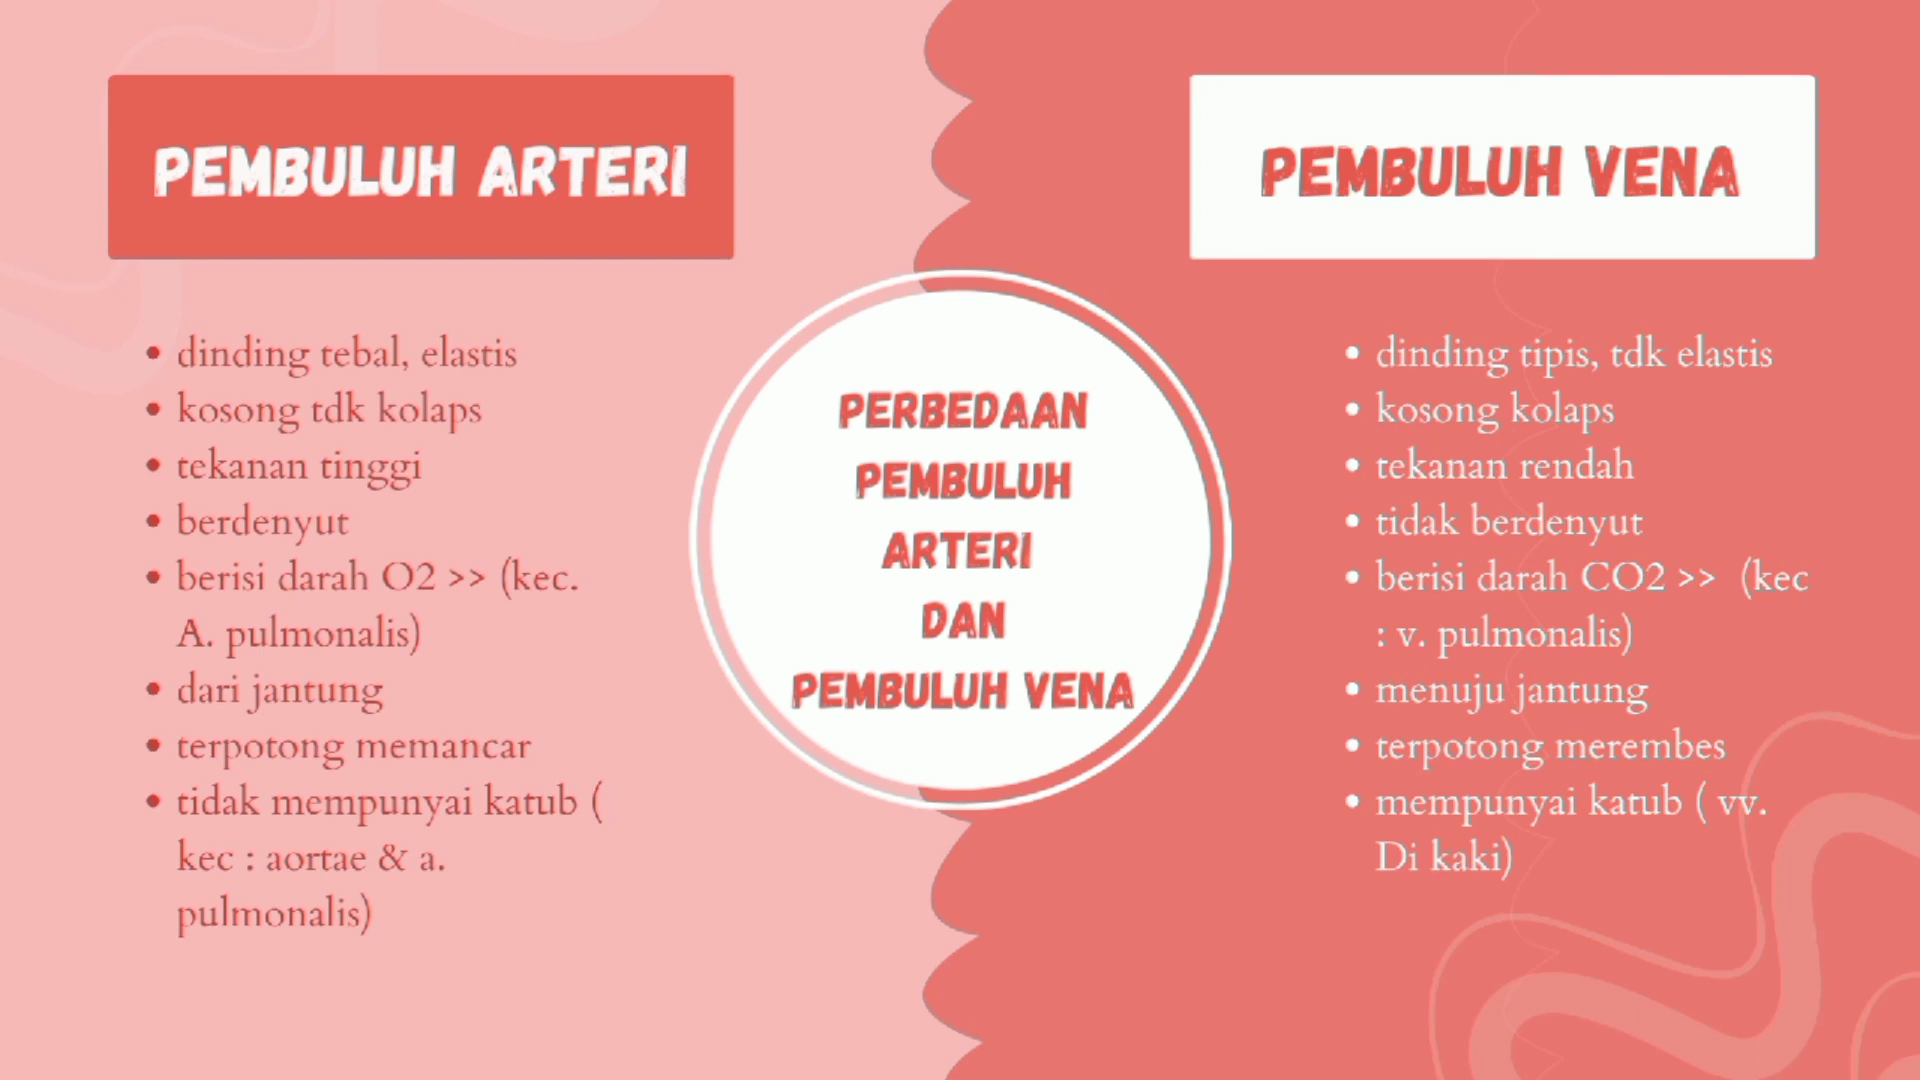 PEMBULUH ARTERI
• dinding tebal, elastis
• kosong tdk kolaps
• tekanan tinggi
• berdenyut
• berisi darah O2 >> (kec.
A. pulmonalis)
• dari jantung
• terpotong memancar
• tidak mempunyai katub (
kec : aortae & a.
pulmonalis)
PERBEDAAN
PEMBULUH
ARTERI
DAN
PEMBULUH VENA
PEMBULUH VENA
• dinding tipis, tdk elastis
• kosong kolaps
• tekanan rendah
• tidak berdenyut
• berisi darah CO2 >> (kec
: v. pulmonalis)
• menuju jantung
• terpotong merembes
• mempunyai katub ( vv.
Di kaki)